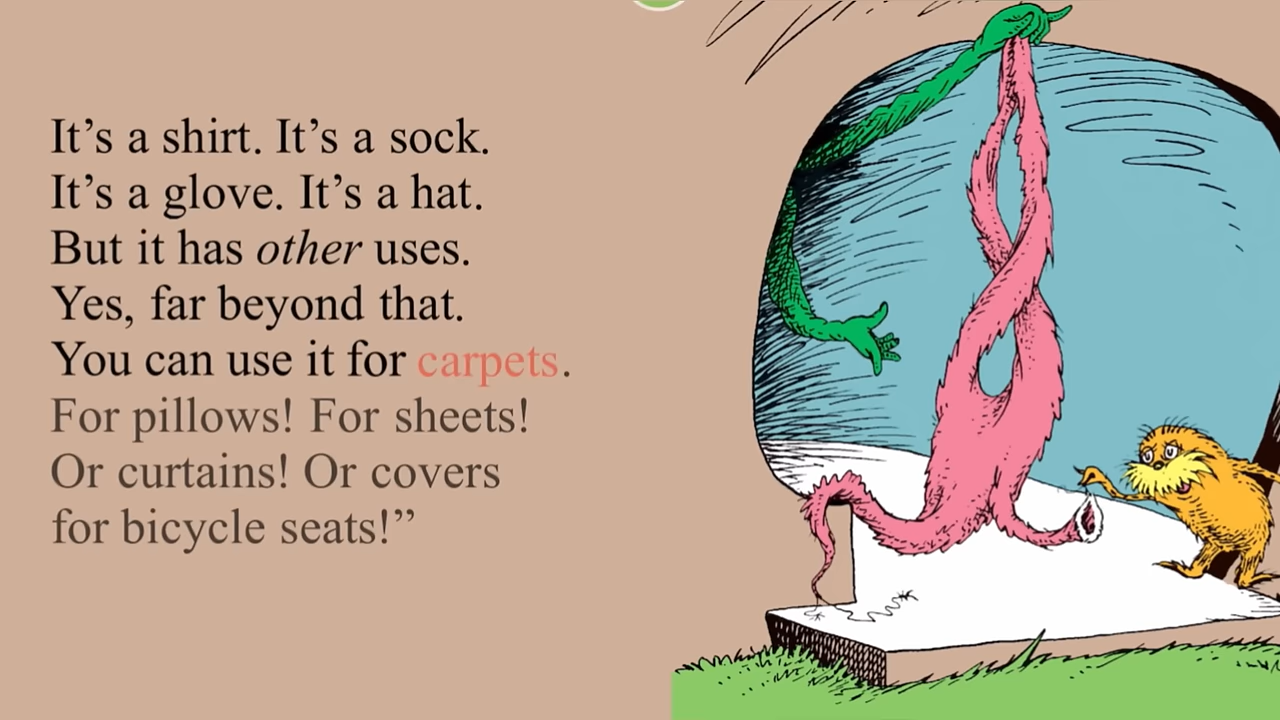 It’s a shirt. It’s a sock.
It’s a glove. It’s a hat.
But it has other uses.
Yes, far beyond that.
You can use it for carpets.
For pillows! For sheets!
Or curtains! Or covers
for bicycle seats!”